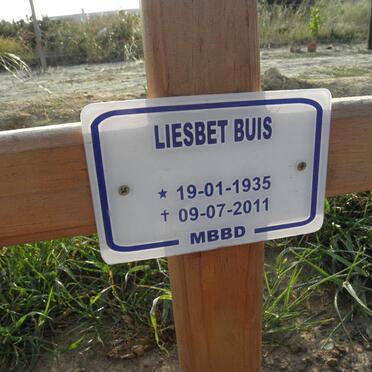 LIESBET BUIS
★ 19-01-1935
✝ 09-07-2011
MBBD